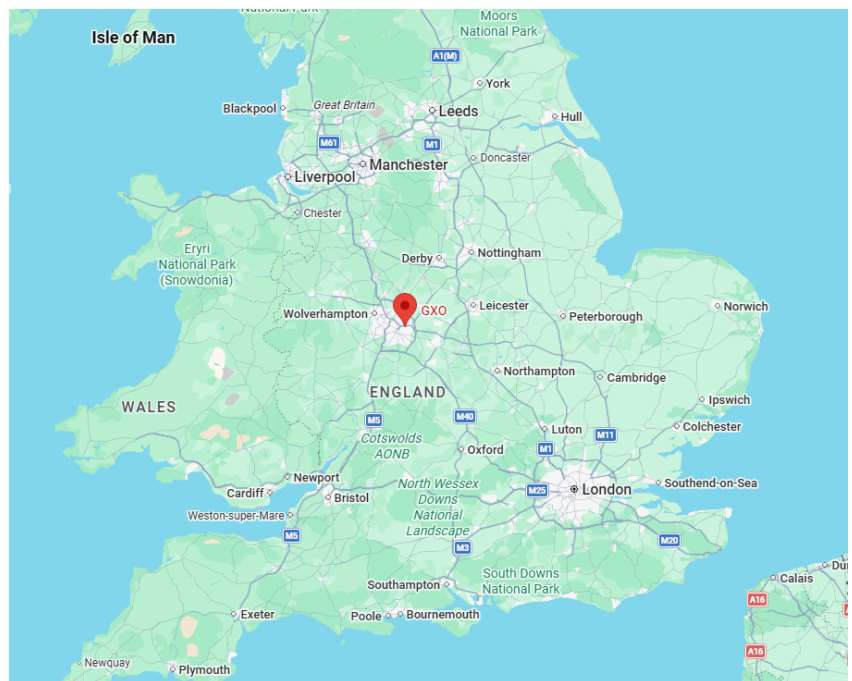 National Park
Moors
National Park
Isle of Man
A1(M)
York
Blackpool
Great Britain
Leeds
Hull
M61
M1
Manchester
Doncaster
Liverpool
Chester
Eryri
National Park
(Snowdonia)
Derby
Nottingham
Wolverhampton
GXO
Leicester
Peterborough
Norwich
Northampton
Cambridge
ENGLAND
WALES
Ipswich
M5
M40
Colchester
Luton
M11
Cotswolds
AONB
Oxford
M1
Newport
North Wessex
Downs
National
Landscape
Cardiff
Bristol
M25
London
Southend-on-Sea
Weston-super-Mare
M5
M3
M20
South Downs
National Park
Southampton
Calais
A16
Exeter
Poole
Bournemouth
A16
Newquay
Plymouth